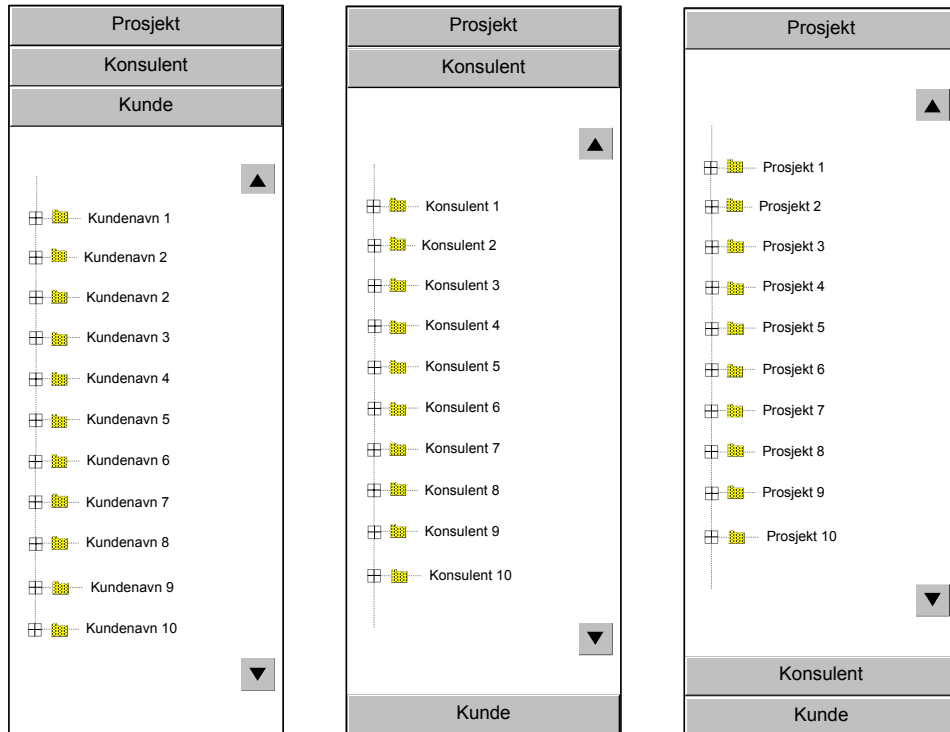 Prosjekt
Konsulent
Kunde
Kundenavn 1
Kundenavn 2
Kundenavn 2
Kundenavn 3
Kundenavn 4
Kundenavn 5
Kundenavn 6
Kundenavn 7
Kundenavn 8
Kundenavn 9
Kundenavn 10
Prosjekt
Konsulent
Konsulent 1
Konsulent 2
Konsulent 3
Konsulent 4
Konsulent 5
Konsulent 6
Konsulent 7
Konsulent 8
Konsulent 9
Konsulent 10
Kunde
Prosjekt
Prosjekt 1
Prosjekt 2
Prosjekt 3
Prosjekt 4
Prosjekt 5
Prosjekt 6
Prosjekt 7
Prosjekt 8
Prosjekt 9
Prosjekt 10
Konsulent
Kunde